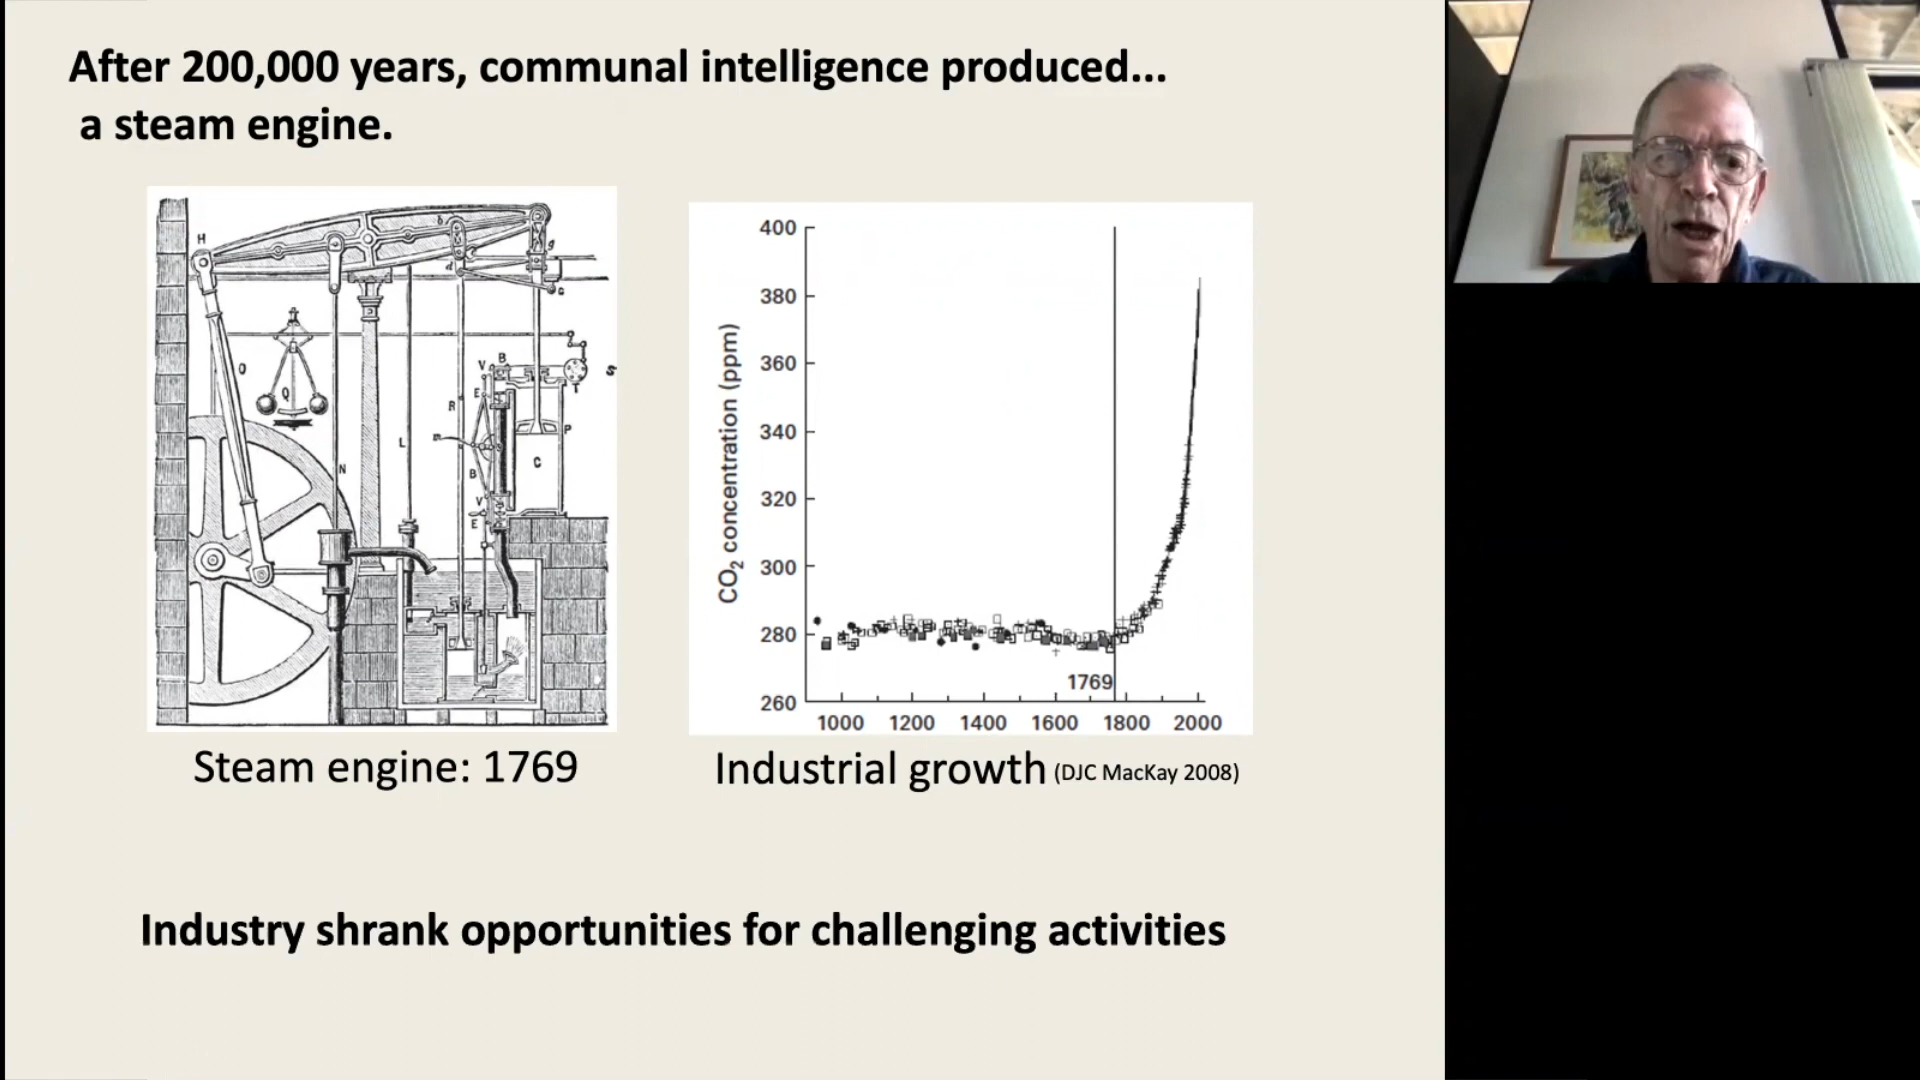 After 200,000 years, communal intelligence produced...
a steam engine.
H
b
g
d
a
O
Q
V
B
T
S
E
R
m
P
L
C
N
B
V
E
CO₂ concentration (ppm)
400
380
360
340
320
300
280
260
1769
1000 1200 1400 1600 1800 2000
Steam engine: 1769
Industrial growth (DJC MacKay 2008)
Industry shrank opportunities for challenging activities